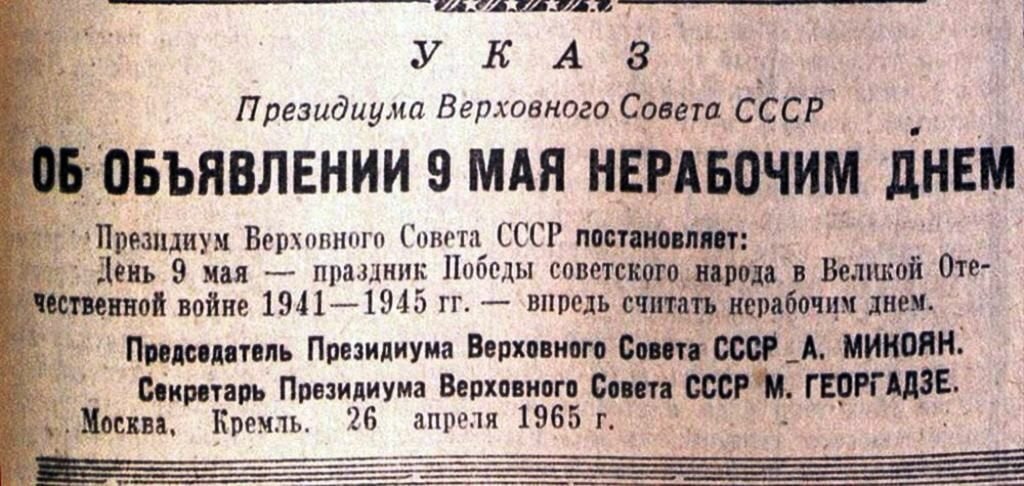 УКАЗ
Президиума Верховного Совета СССР
ОБ ОБЪЯВЛЕНИИ 9 МАЯ НЕРАБОЧИМ ДНЕМ
Президиум Верховного Совета СССР постановляет:
День 9 мая — праздник Победы советского народа в Великой Оте-
чественной войне 1941—1945 гг. — впредь считать нерабочим днем.
Председатель Президиума Верховного Совета СССР А. МИКОЯН.
Секретарь Президиума Верховного Совета СССР М. ГЕОРГАДЗЕ.
Москва, Кремль. 26 апреля 1965 г.